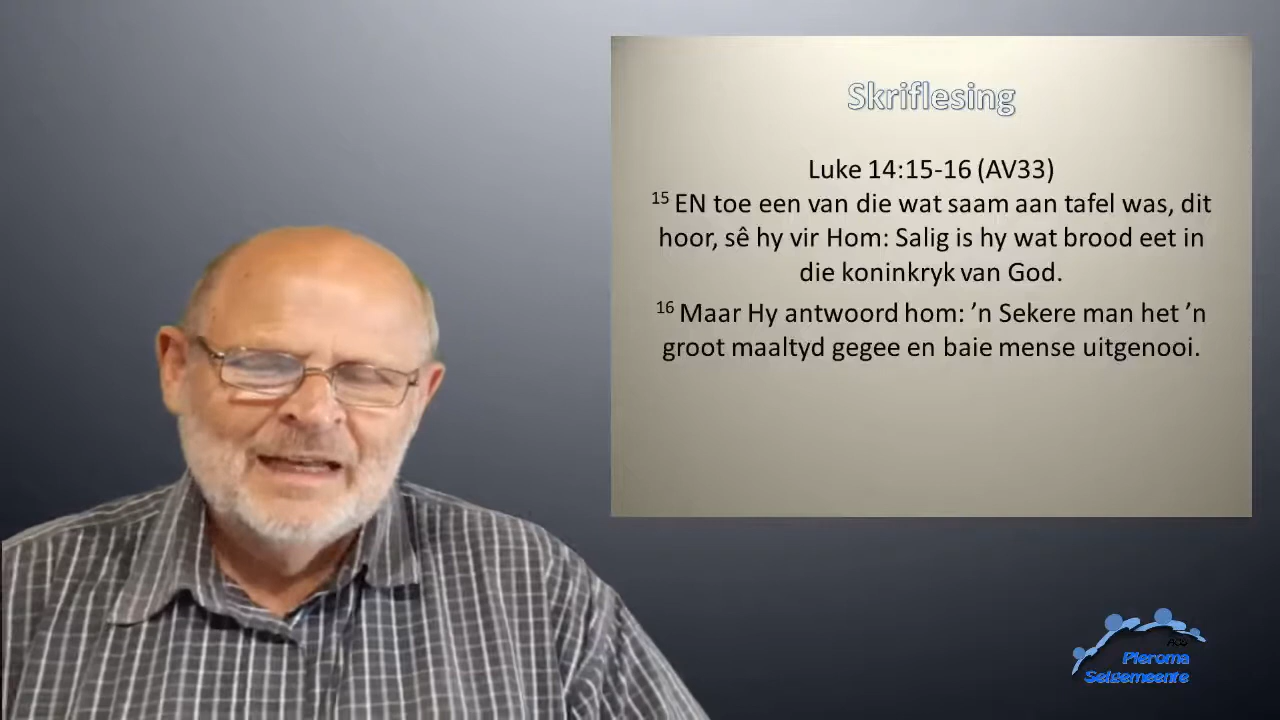 Skriflesing
Luke 14:15-16 (AV33)
15 EN toe een van die wat saam aan tafel was, dit
hoor, sê hy vir Hom: Salig is hy wat brood eet in
die koninkryk van God.
16 Maar Hy antwoord hom: ’n Sekere man het ’n
groot maaltyd gegee en baie mense uitgenooi.
Pleroma
Selgemeente